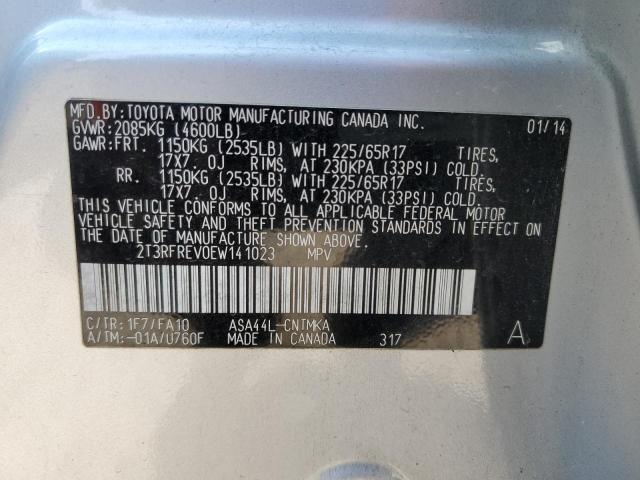 MFD.BY:TOYOTA MOTOR MANUFACTURING CANADA INC. 01/14
GVWR:2085KG (4600LB)
GAWR:FRT. 1150KG (2535LB) WITH 225/65R17 TIRES,
17X7.0J RIMS, AT 230KPA (33PSI) COLD.
RR. 1150KG (2535LB) WITH 225/65R17 TIRES,
17X7.0J RIMS, AT 230KPA (33PSI) COLD.
THIS VEHICLE CONFORMS TO ALL APPLICABLE FEDERAL MOTOR
VEHICLE SAFETY AND THEFT PREVENTION STANDARDS IN EFFECT ON
THE DATE OF MANUFACTURE SHOWN ABOVE.
2T3RFREV0EW141023 MPV
C/TR:1F7/FA10 ASA44L-CNTMKA
A/TM:-01A/U760F MADE IN CANADA 317 A